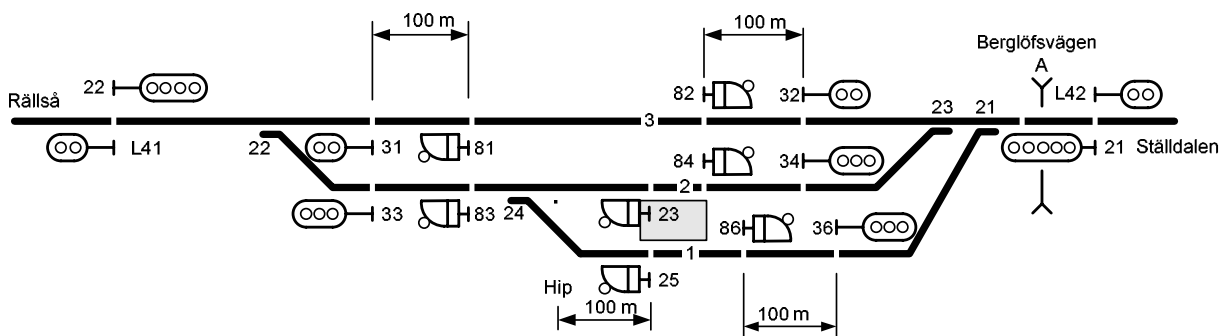 100 m
100 m
Berglöfsvägen
A
22
82
32
L42
Rällså
23
21
3
L41
22
31
81
84
34
21
Ställdalen
2
33
83
24
23
86
36
1
25
Hip
100 m
100 m